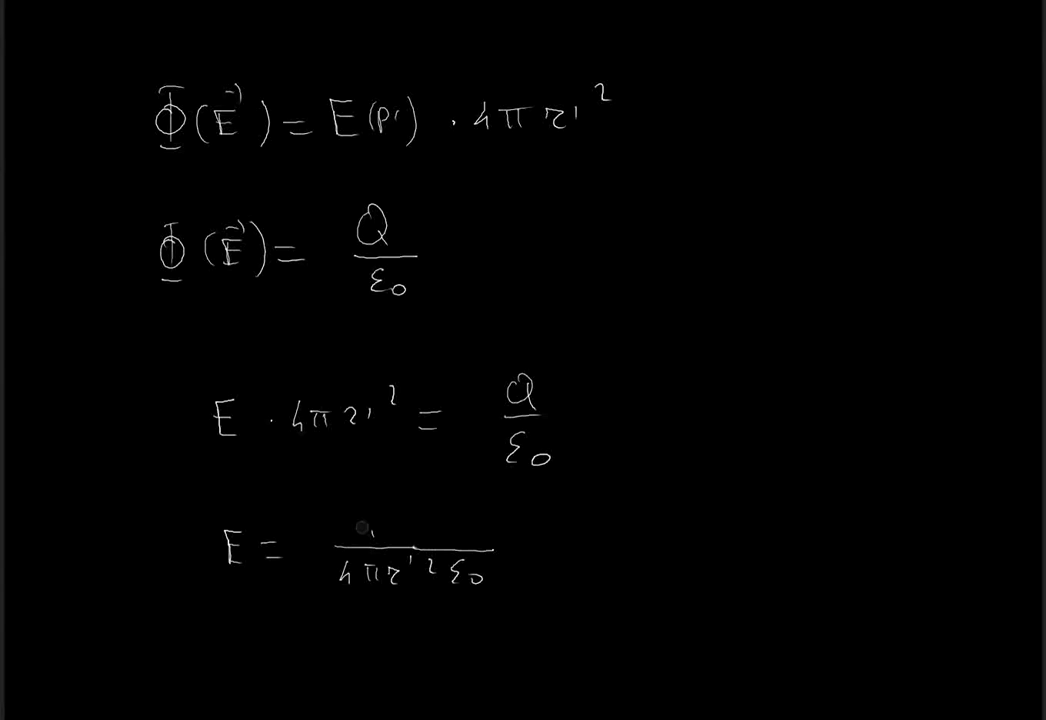 Φ(E⃗) = E(P') · 4πr'²
Φ(E⃗) = Q/ε₀
E · 4πr'² = Q/ε₀
E = /4πr'²ε₀